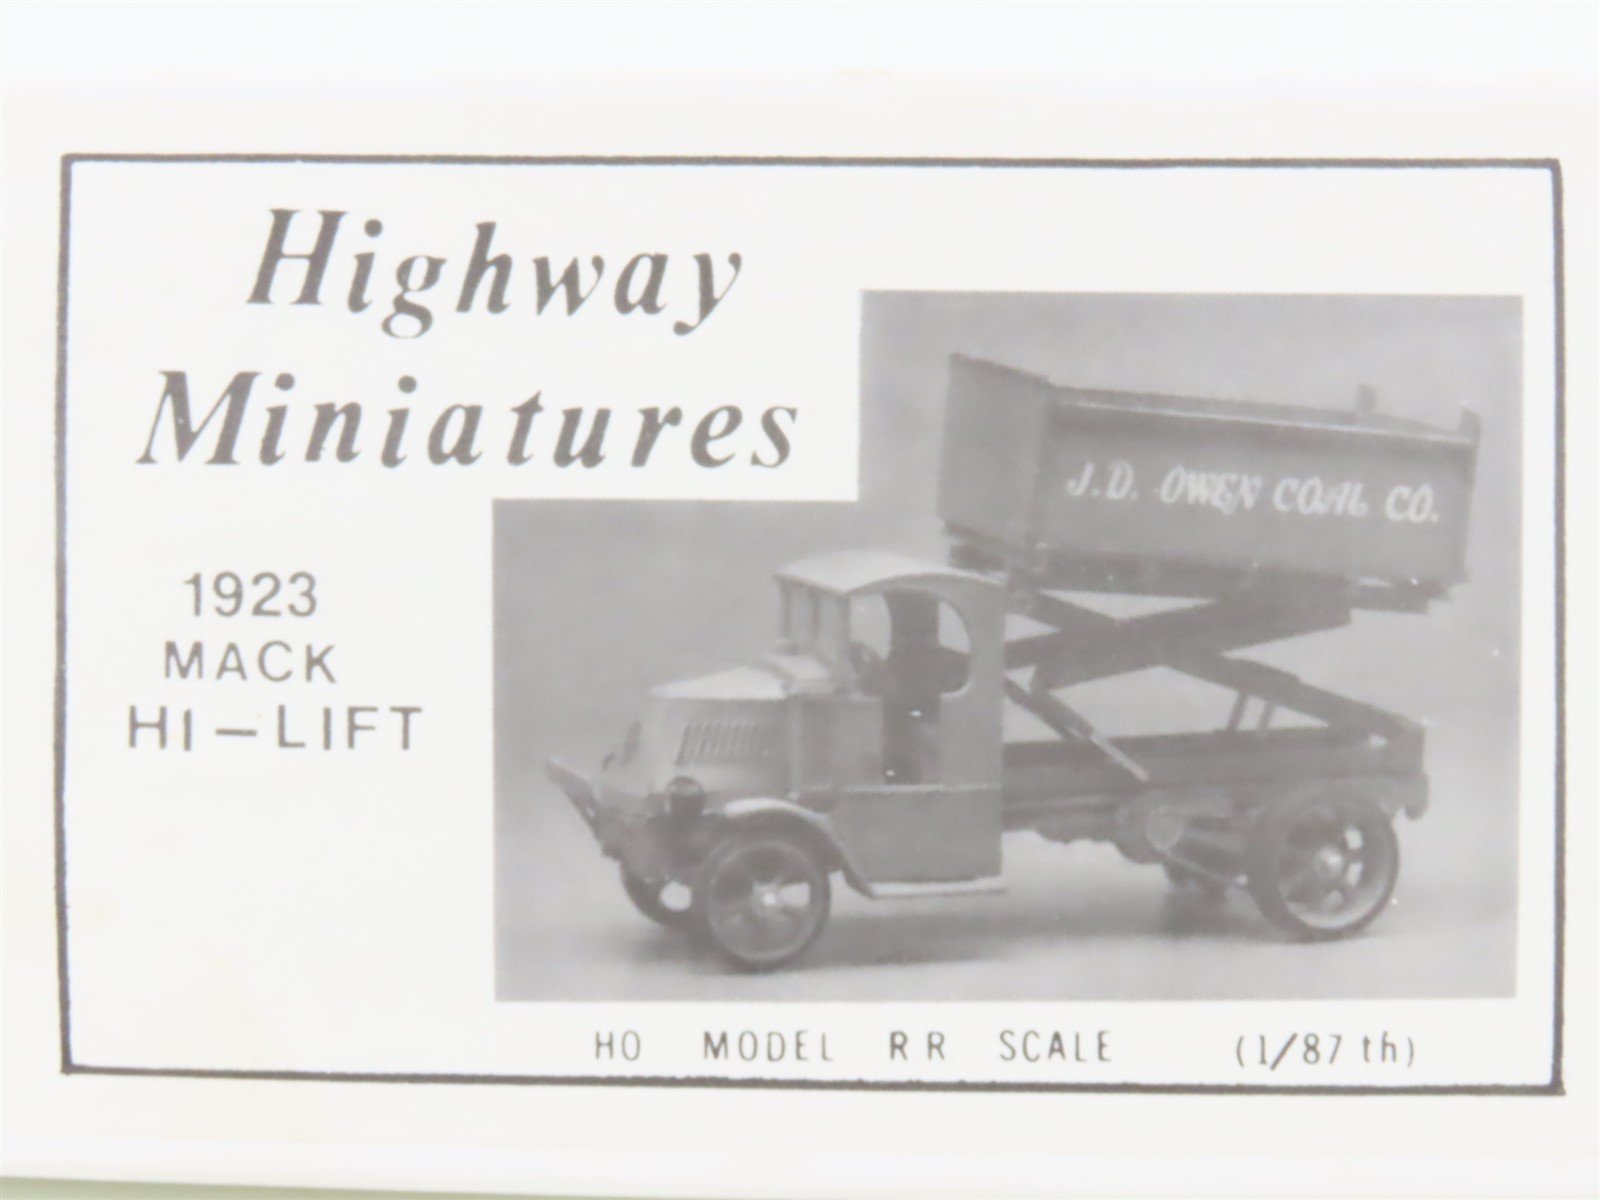 Highway
Miniatures
1923
MACK
HI-LIFT
J.D. OWEN COAL CO.
HO MODEL RR SCALE (1/87th)